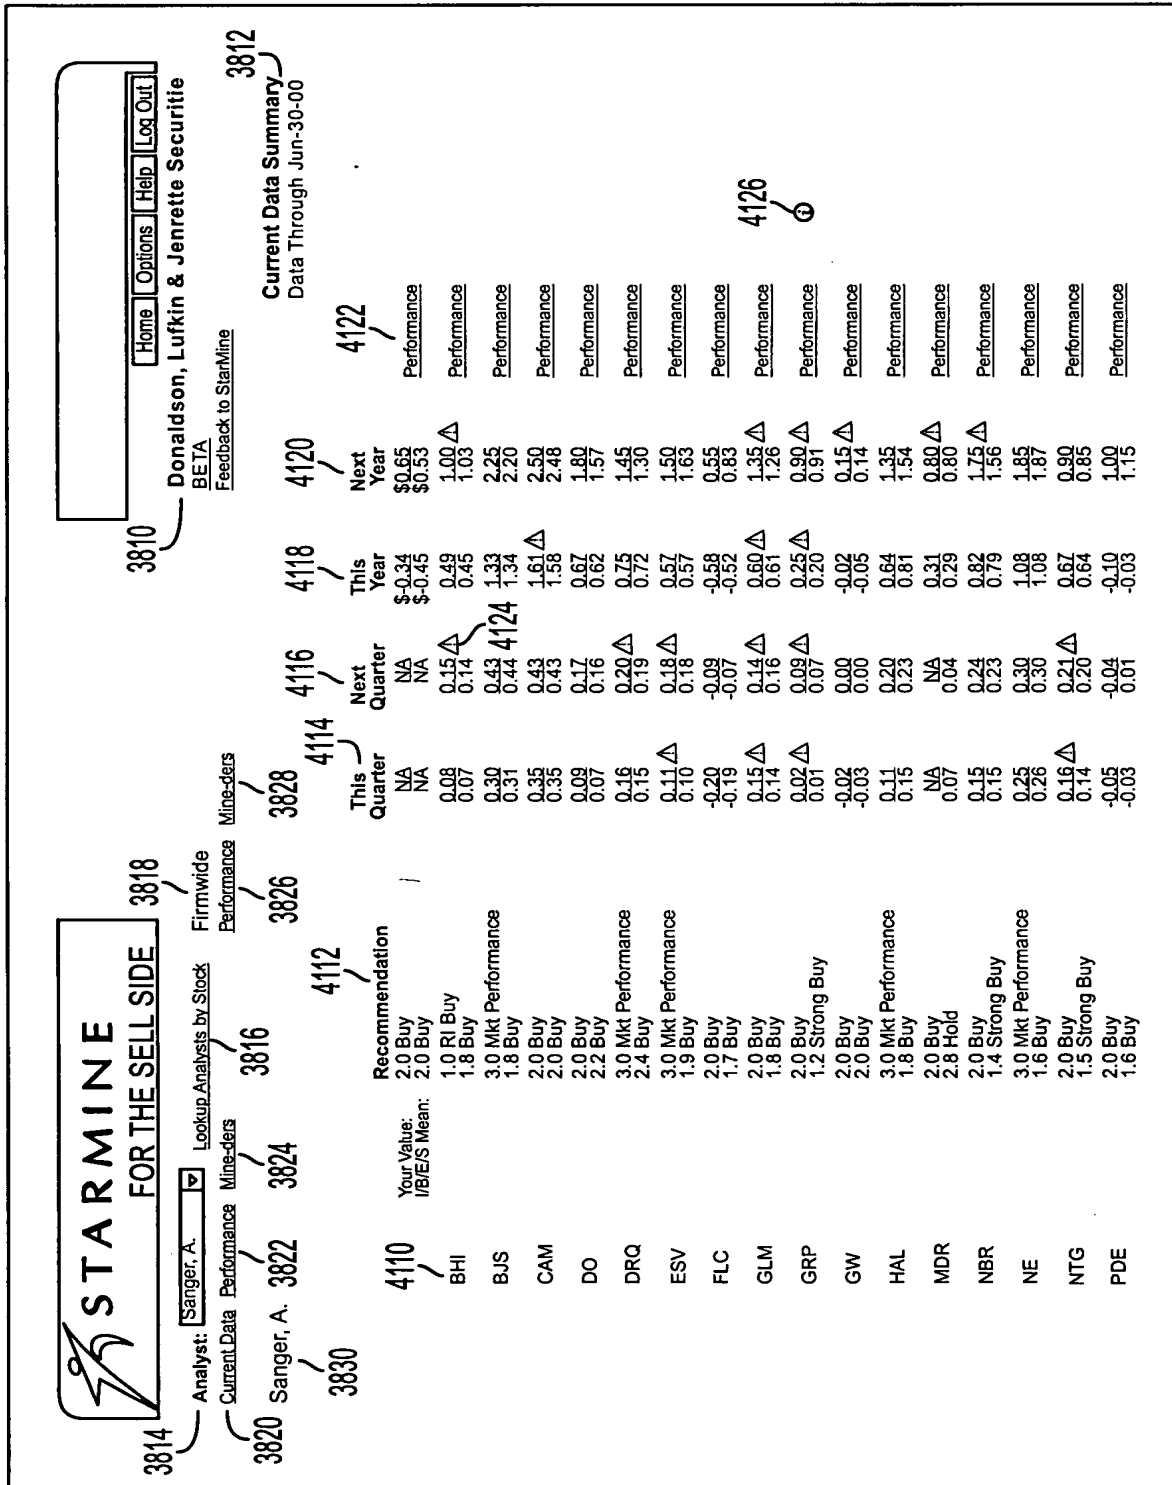 STARMINE
FOR THE SELL SIDE
Home Options Help Log Out
3814 Analyst: Sanger, A. Lookup Analysts by Stock
3816
3818
Firmwide
3810 Donaldson, Lufkin & Jenrette Securitie
BETA
Feedback to StarMine
3820 Current Data Performance Mine-ders Performance Mine-ders
3822 3824 3826 3828
Sanger, A.
3830
3812
Current Data Summary
Data Through Jun-30-00
4110 4112 4114 4116 4118 4120 4122
Recommendation This Quarter Next Quarter This Year Next Year
Your Value: 2.0 Buy NA NA $-0.34 $0.65 Performance
I/B/E/S Mean: 2.0 Buy NA NA $-0.45 $0.53
BHI 1.0 RI Buy 0.08 0.15 ⚠ 0.49 1.00 ⚠ Performance
1.8 Buy 0.07 0.14 0.45 1.03
4124
BJS 3.0 Mkt Performance 0.30 0.43 1.33 2.25 Performance
1.8 Buy 0.31 0.44 1.34 2.20
CAM 2.0 Buy 0.35 0.43 1.61 ⚠ 2.50 Performance
2.0 Buy 0.35 0.43 1.58 2.48
DO 2.0 Buy 0.09 0.17 0.67 1.80 Performance
2.2 Buy 0.07 0.16 0.62 1.57
DRQ 3.0 Mkt Performance 0.16 0.20 ⚠ 0.75 1.45 Performance
2.4 Buy 0.15 0.19 0.72 1.30
ESV 3.0 Mkt Performance 0.11 ⚠ 0.18 ⚠ 0.57 1.50 Performance
1.9 Buy 0.10 0.18 0.57 1.63
FLC 2.0 Buy -0.20 -0.09 -0.58 0.55 Performance
1.7 Buy -0.19 -0.07 -0.52 0.83
GLM 2.0 Buy 0.15 ⚠ 0.14 ⚠ 0.60 ⚠ 1.35 ⚠ Performance
1.8 Buy 0.14 0.16 0.61 1.26
4126
GRP 2.0 Buy 0.02 ⚠ 0.09 ⚠ 0.25 ⚠ 0.90 ⚠ Performance i
1.2 Strong Buy 0.01 0.07 0.20 0.91
GW 2.0 Buy -0.02 0.00 -0.02 0.15 ⚠ Performance
2.0 Buy -0.03 0.00 -0.05 0.14
HAL 3.0 Mkt Performance 0.11 0.20 0.64 1.35 Performance
1.8 Buy 0.15 0.23 0.81 1.54
MDR 2.0 Buy NA NA 0.31 0.80 ⚠ Performance
2.8 Hold 0.07 0.04 0.29 0.80
NBR 2.0 Buy 0.15 0.24 0.82 1.75 ⚠ Performance
1.4 Strong Buy 0.15 0.23 0.79 1.56
NE 3.0 Mkt Performance 0.25 0.30 1.08 1.85 Performance
1.6 Buy 0.26 0.30 1.08 1.87
NTG 2.0 Buy 0.16 ⚠ 0.21 ⚠ 0.67 0.90 Performance
1.5 Strong Buy 0.14 0.20 0.64 0.85
PDE 2.0 Buy -0.05 -0.04 -0.10 1.00 Performance
1.6 Buy -0.03 0.01 -0.03 1.15